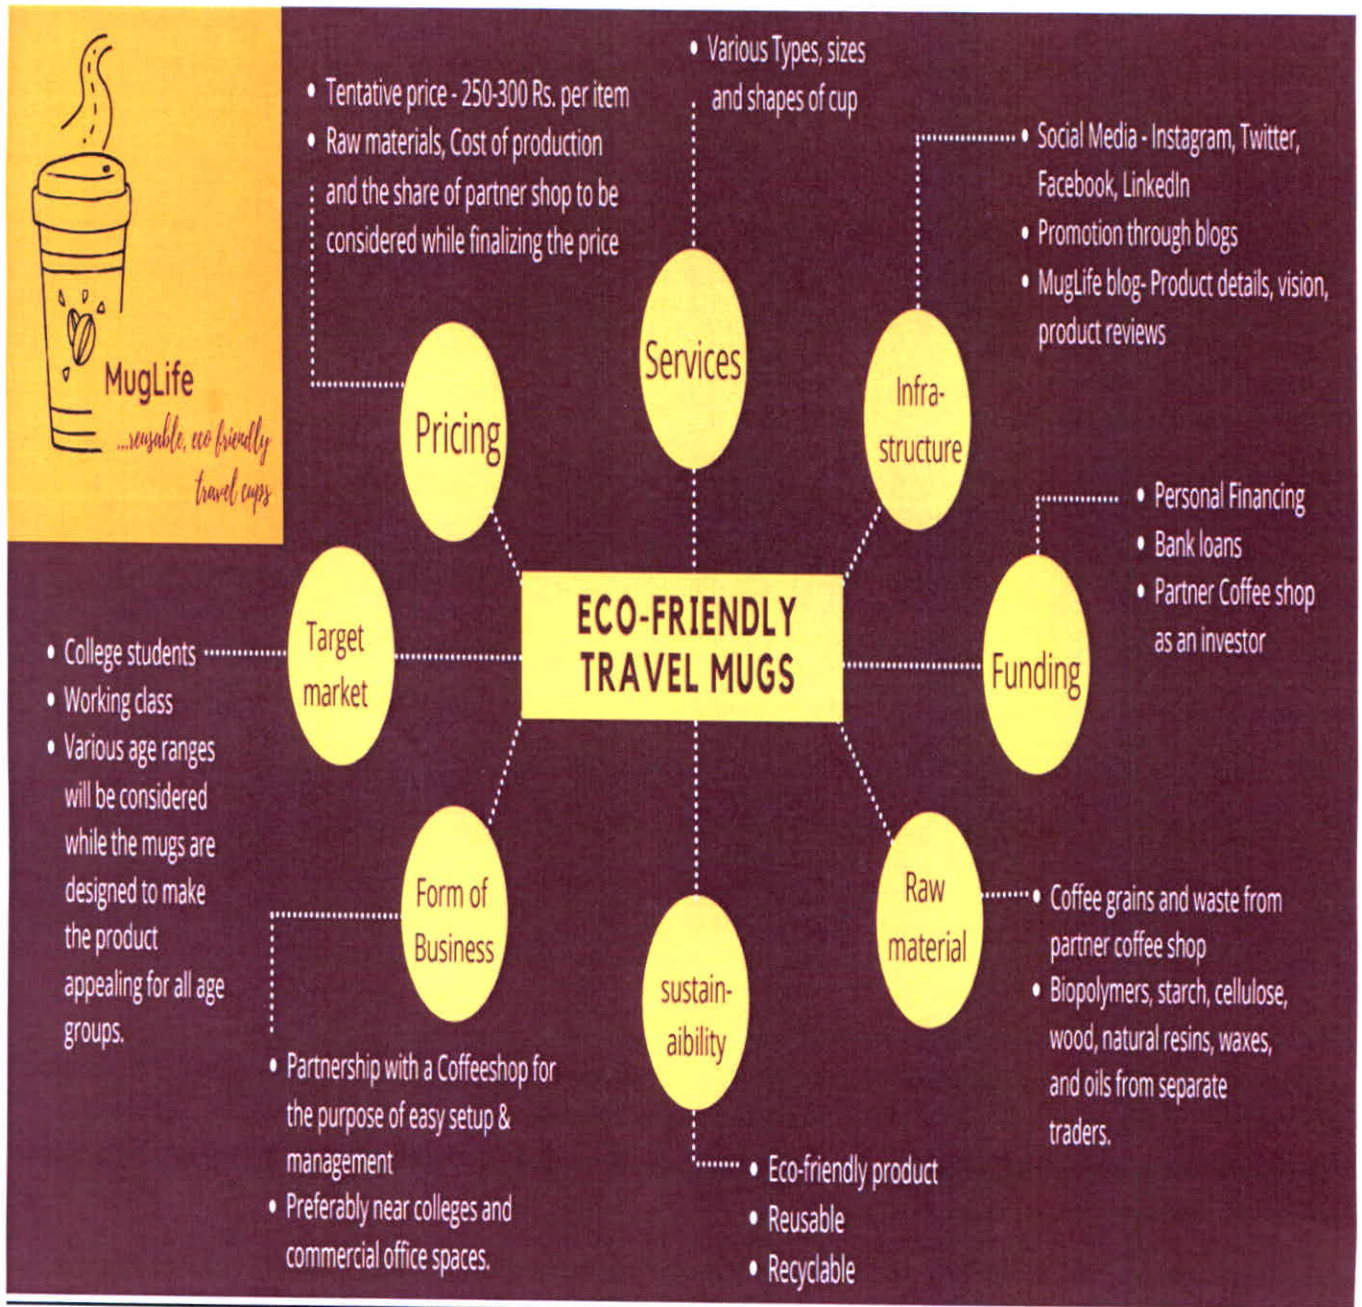 MugLife
...reusable, eco friendly
travel cups
• Tentative price - 250-300 Rs. per item
• Raw materials, Cost of production
and the share of partner shop to be
considered while finalizing the price
• Various Types, sizes
and shapes of cup
• Social Media - Instagram, Twitter,
Facebook, LinkedIn
• Promotion through blogs
• MugLife blog- Product details, vision,
product reviews
Pricing
Services
Infra-
structure
• Personal Financing
• Bank loans
• Partner Coffee shop
as an investor
Funding
ECO-FRIENDLY
TRAVEL MUGS
Target
market
• College students
• Working class
• Various age ranges
will be considered
while the mugs are
designed to make
the product
appealing for all age
groups.
Form of
Business
• Partnership with a Coffeeshop for
the purpose of easy setup &
management
• Preferably near colleges and
commercial office spaces.
sustain-
aibility
• Eco-friendly product
• Reusable
• Recyclable
Raw
material
• Coffee grains and waste from
partner coffee shop
• Biopolymers, starch, cellulose,
wood, natural resins, waxes,
and oils from separate
traders.